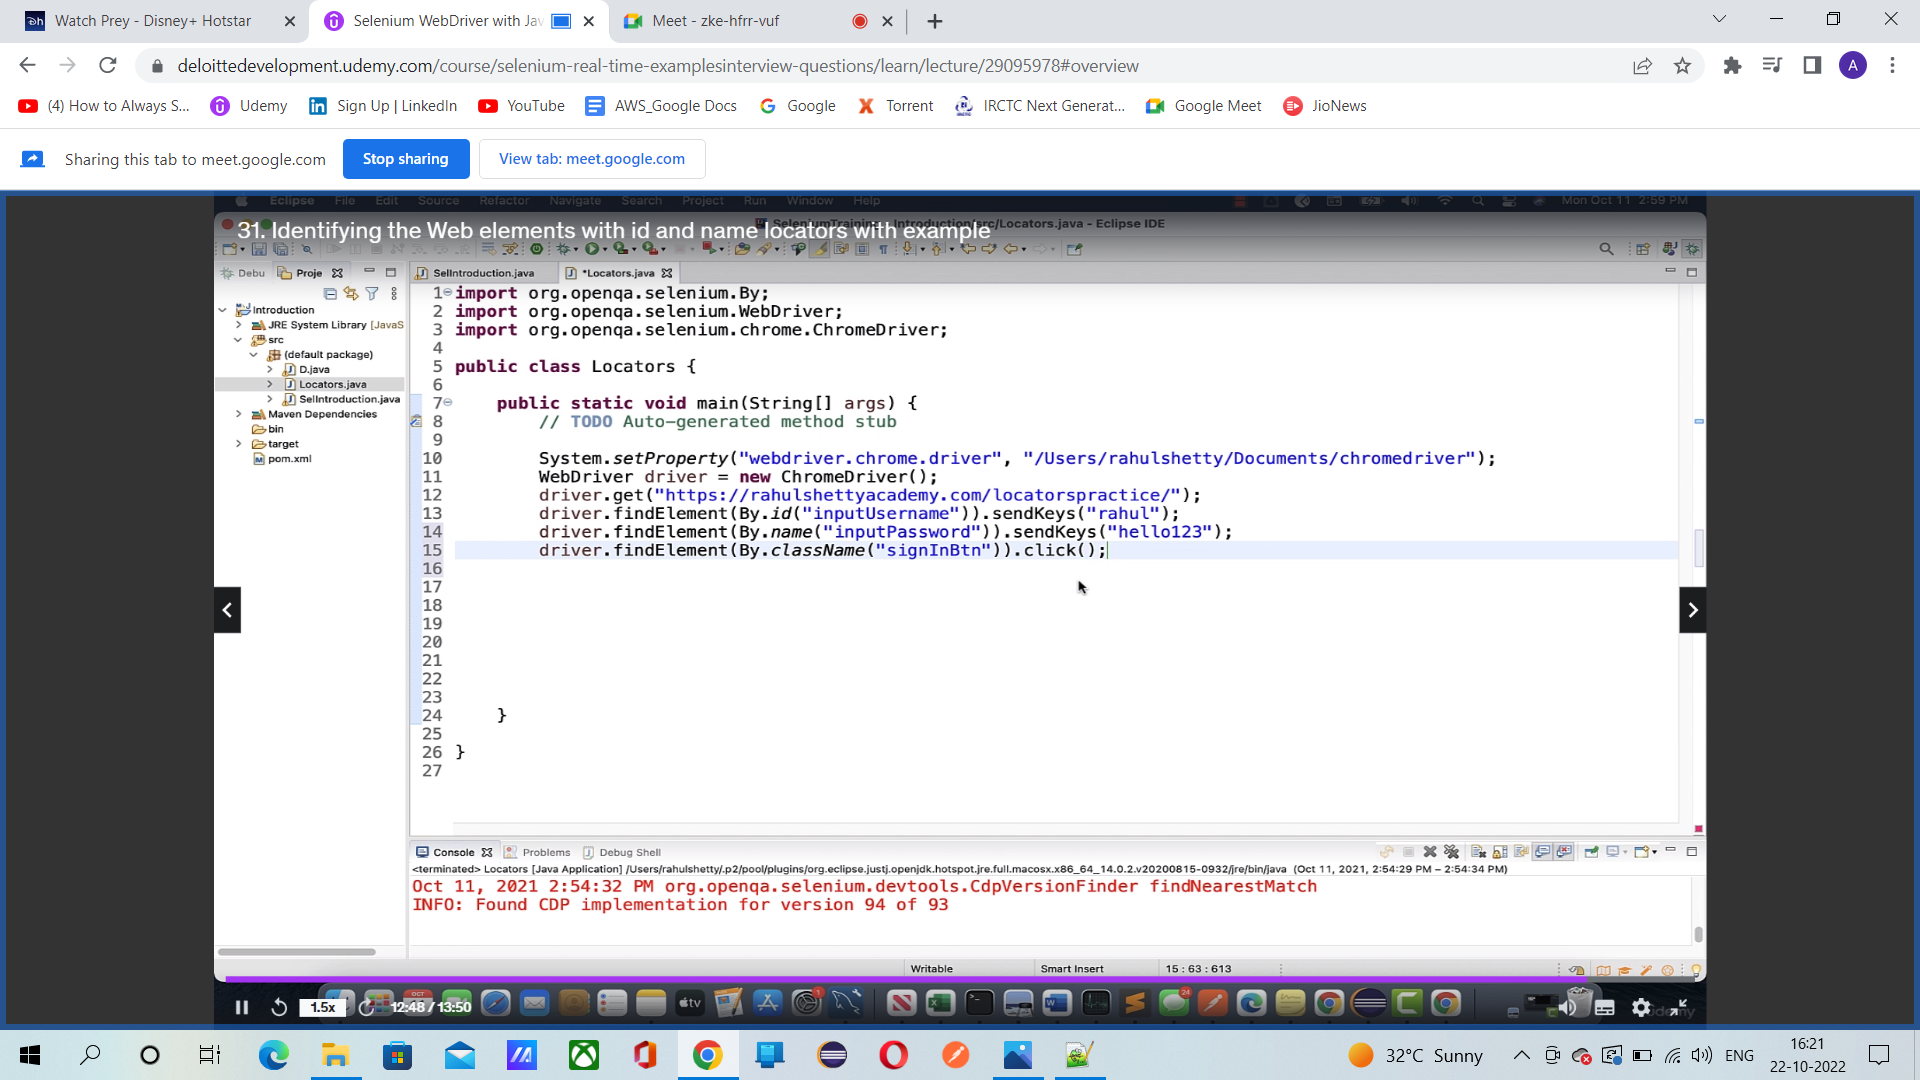 Watch Prey - Disney+ Hotstar
Selenium WebDriver with Jav
Meet - zke-hfrr-vuf
deloittedevelopment.udemy.com/course/selenium-real-time-examplesinterview-questions/learn/lecture/29095978#overview
A
(4) How to Always S...
Udemy
Sign Up | LinkedIn
YouTube
AWS_Google Docs
Google
Torrent
IRCTC Next Generat...
Google Meet
JioNews
Sharing this tab to meet.google.com
Stop sharing
View tab: meet.google.com
Eclipse File Edit Source Refactor Navigate Search Project Run Window Help
Mon Oct 11 2:59 PM
31. Identifying the Web elements with id and name locators with example
SeleniumTraining - Introduction/src/Locators.java - Eclipse IDE
Debu
Proje
SelIntroduction.java
*Locators.java
Introduction
JRE System Library [JavaS
src
(default package)
D.java
Locators.java
SelIntroduction.java
Maven Dependencies
bin
target
pom.xml
1 import org.openqa.selenium.By;
2 import org.openqa.selenium.WebDriver;
3 import org.openqa.selenium.chrome.ChromeDriver;
4
5 public class Locators {
6
7 public static void main(String[] args) {
8 // TODO Auto-generated method stub
9
10 System.setProperty("webdriver.chrome.driver", "/Users/rahulshetty/Documents/chromedriver");
11 WebDriver driver = new ChromeDriver();
12 driver.get("https://rahulshettyacademy.com/locatorspractice/");
13 driver.findElement(By.id("inputUsername")).sendKeys("rahul");
14 driver.findElement(By.name("inputPassword")).sendKeys("hello123");
15 driver.findElement(By.className("signInBtn")).click();
16
17
18
19
20
21
22
23
24 }
25
26 }
27
Console
Problems
Debug Shell
<terminated> Locators [Java Application] /Users/rahulshetty/.p2/pool/plugins/org.eclipse.justj.openjdk.hotspot.jre.full.macosx.x86_64_14.0.2.v20200815-0932/jre/bin/java (Oct 11, 2021, 2:54:29 PM – 2:54:34 PM)
Oct 11, 2021 2:54:32 PM org.openqa.selenium.devtools.CdpVersionFinder findNearestMatch
INFO: Found CDP implementation for version 94 of 93
Writable
Smart Insert
15 : 63 : 613
1.5x
12:48 / 13:50
OCT
tv
24
32°C Sunny
ENG
16:21
22-10-2022